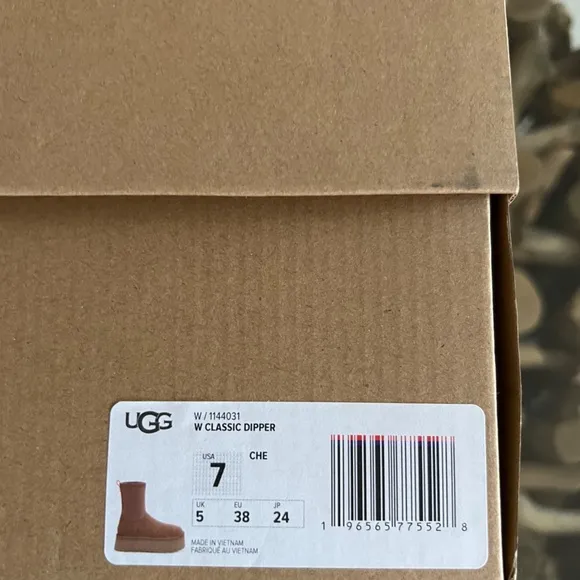 UGG
W / 1144031
W CLASSIC DIPPER
USA
7
CHE
UK EU JP
5 38 24
1 96565 77552 8
MADE IN VIETNAM
FABRIQUÉ AU VIETNAM